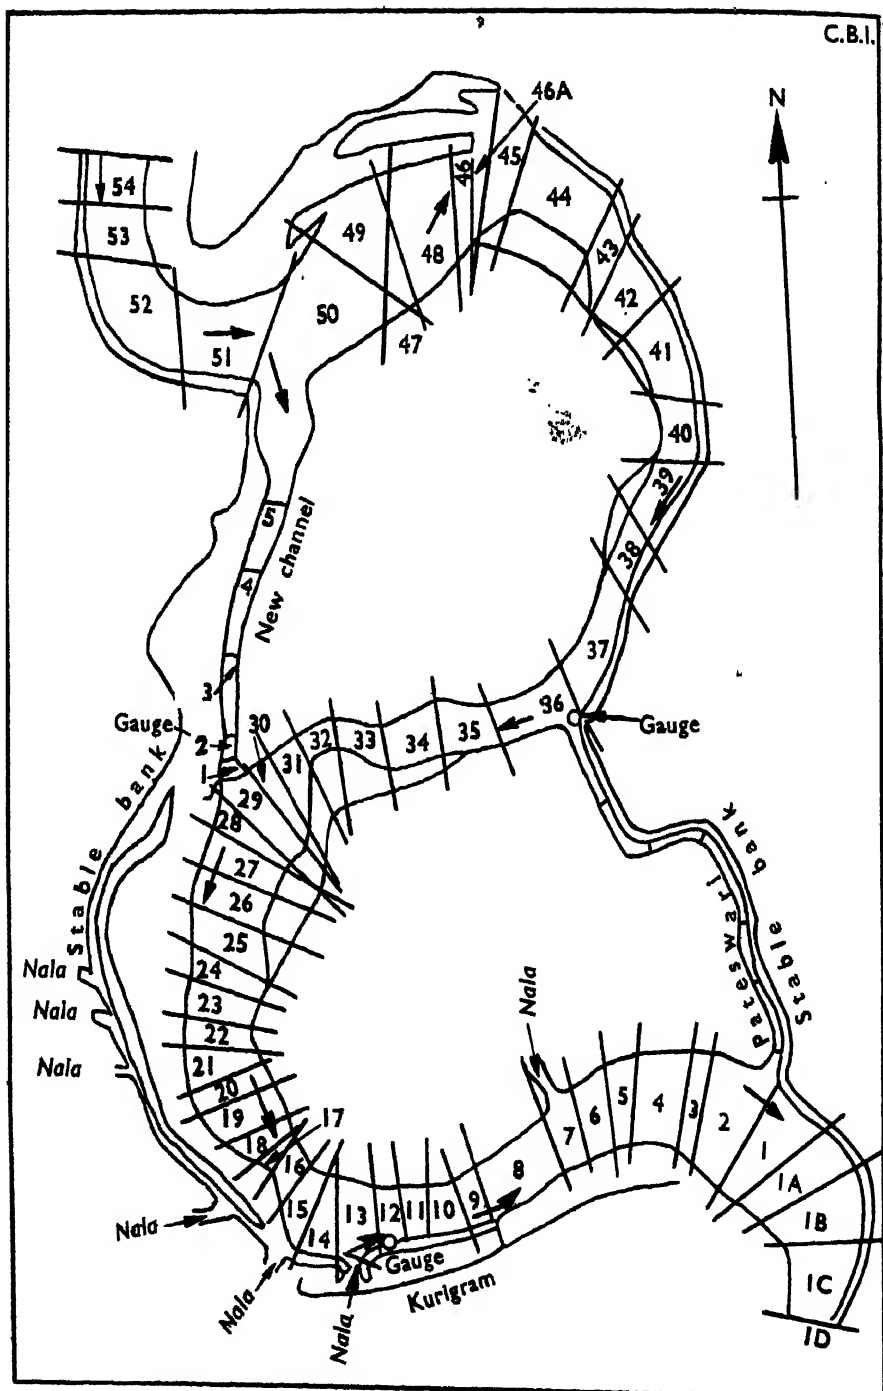 C.B.I.
N
46A
54
53
52
51
50
49
48
47
46
45
44
43
42
41
40
39
38
37
36
35
34
33
32
31
30
29
28
27
26
25
24
23
22
21
20
19
18
17
16
15
14
13
12
11
10
9
8
7
6
5
4
3
2
1
1A
1B
1C
1D
5
4
3
2
1
New channel
Gauge
Gauge
Gauge
Stable bank
Pateswari
Stable bank
Nala
Nala
Nala
Nala
Nala
Nala
Nala
Kurigram